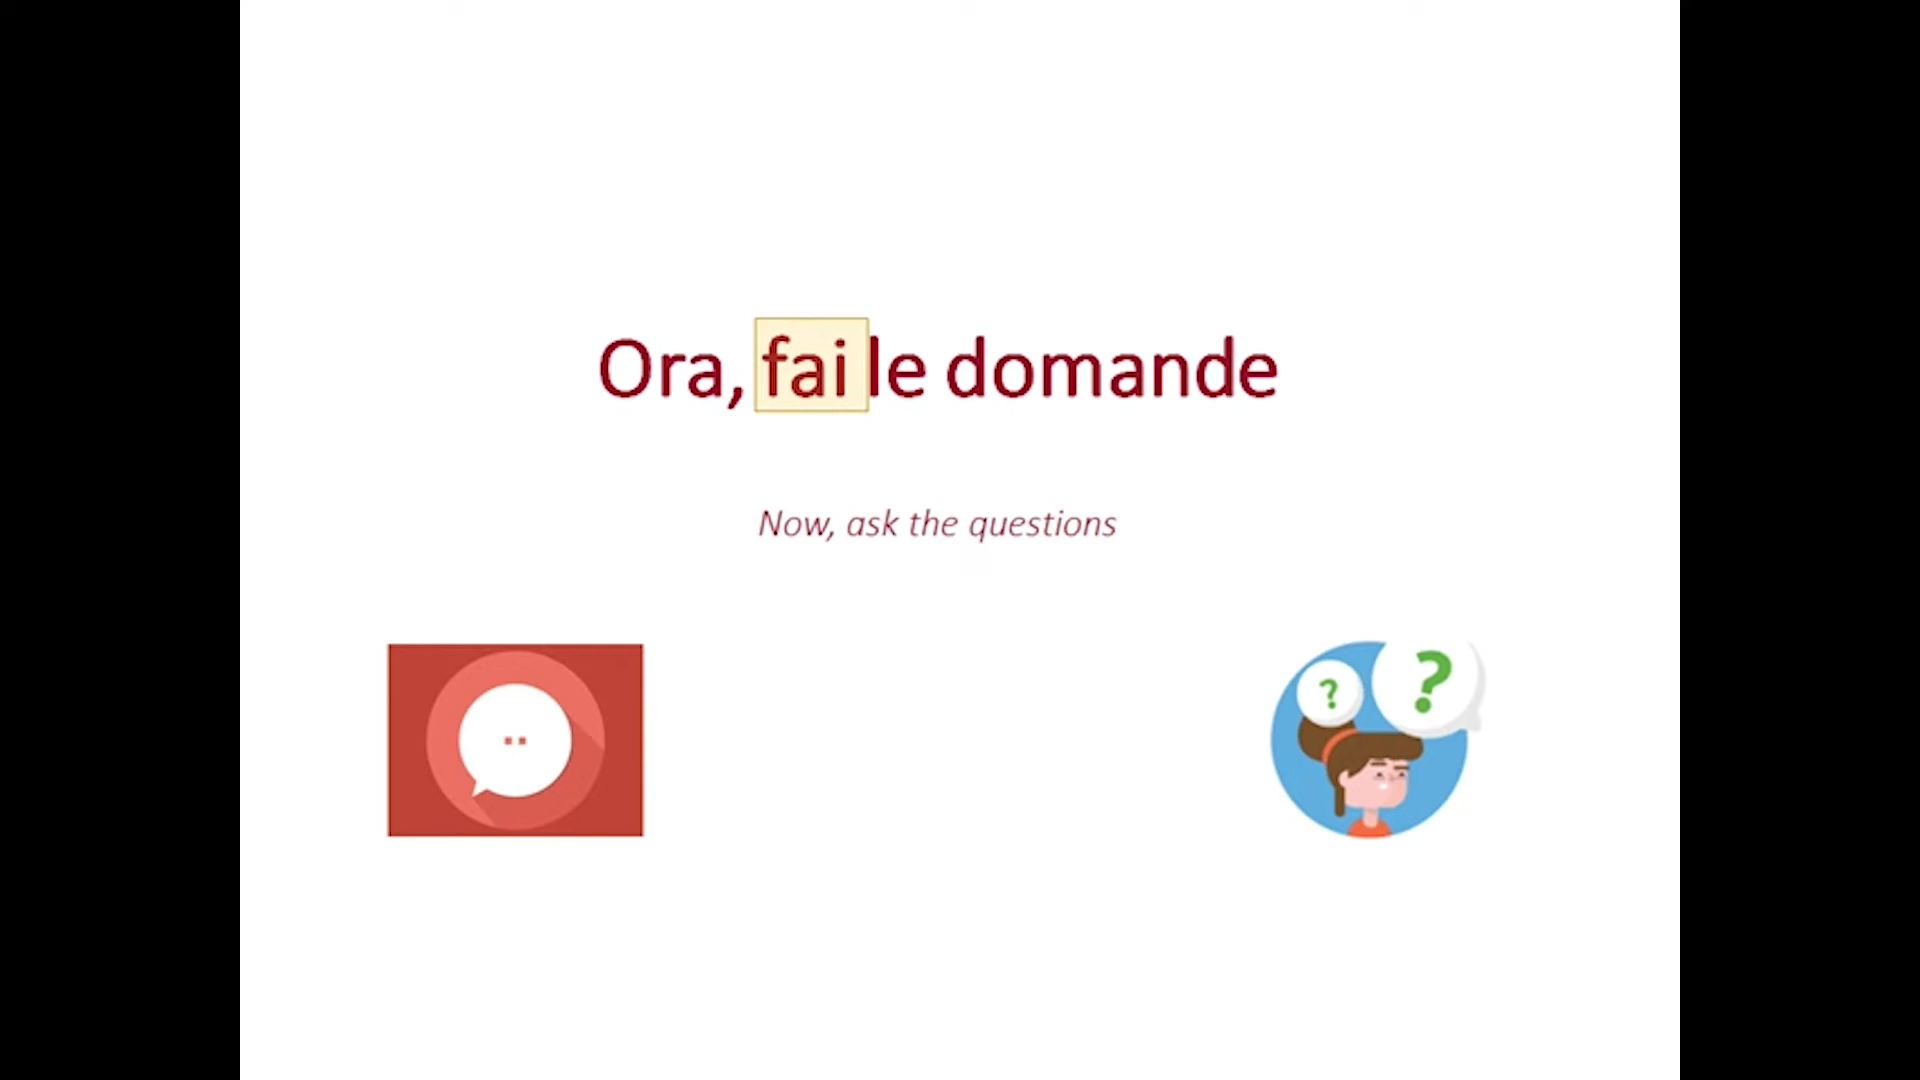 Ora, fai le domande
Now, ask the questions
? ?